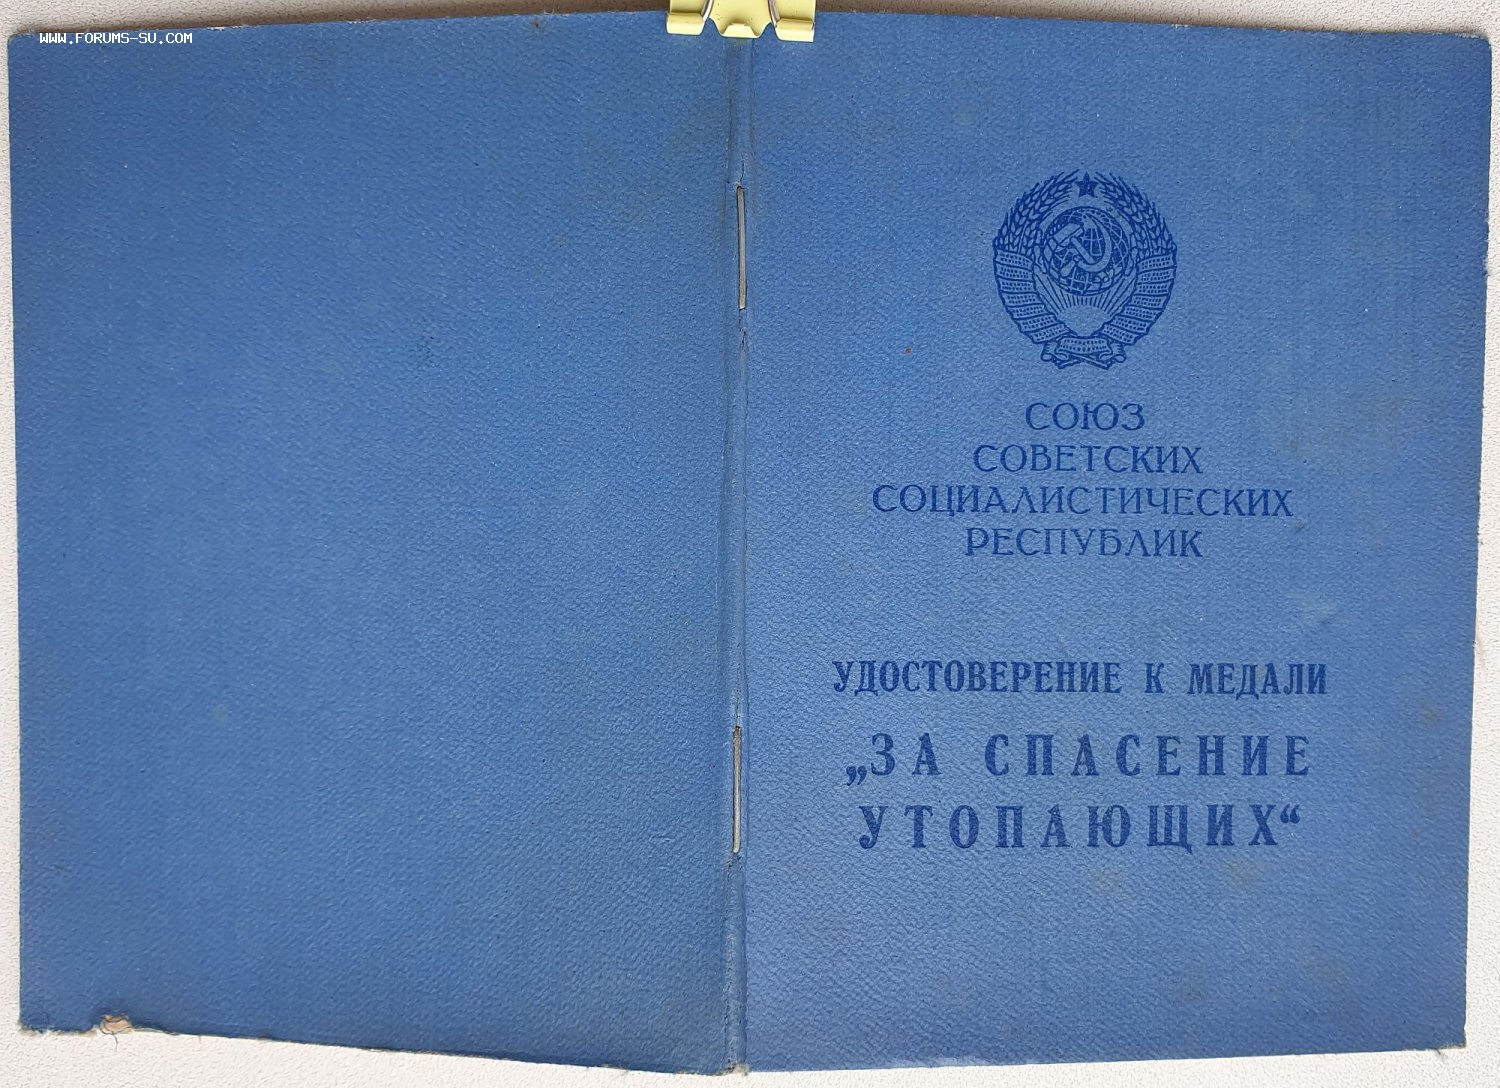 WWW.FORUMS-SU.COM
СОЮЗ
СОВЕТСКИХ
СОЦИАЛИСТИЧЕСКИХ
РЕСПУБЛИК
УДОСТОВЕРЕНИЕ К МЕДАЛИ
„ЗА СПАСЕНИЕ
УТОПАЮЩИХ“